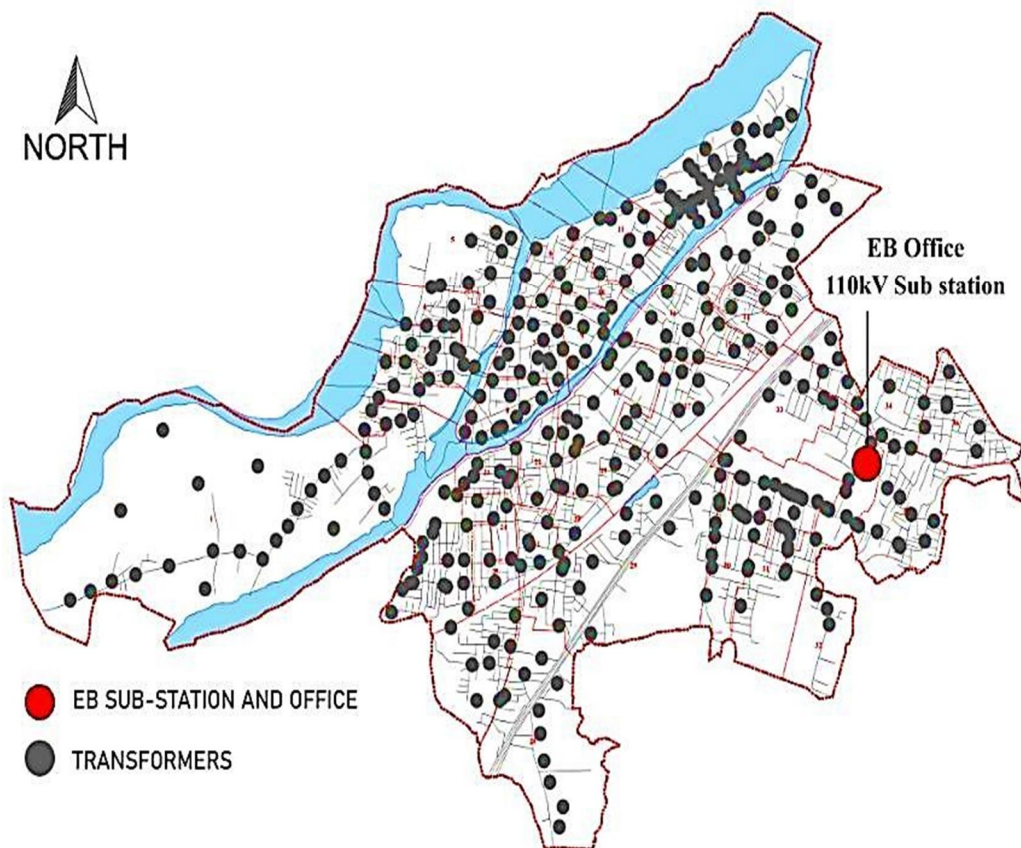 NORTH
EB Office
110kV Sub station
EB SUB-STATION AND OFFICE
TRANSFORMERS